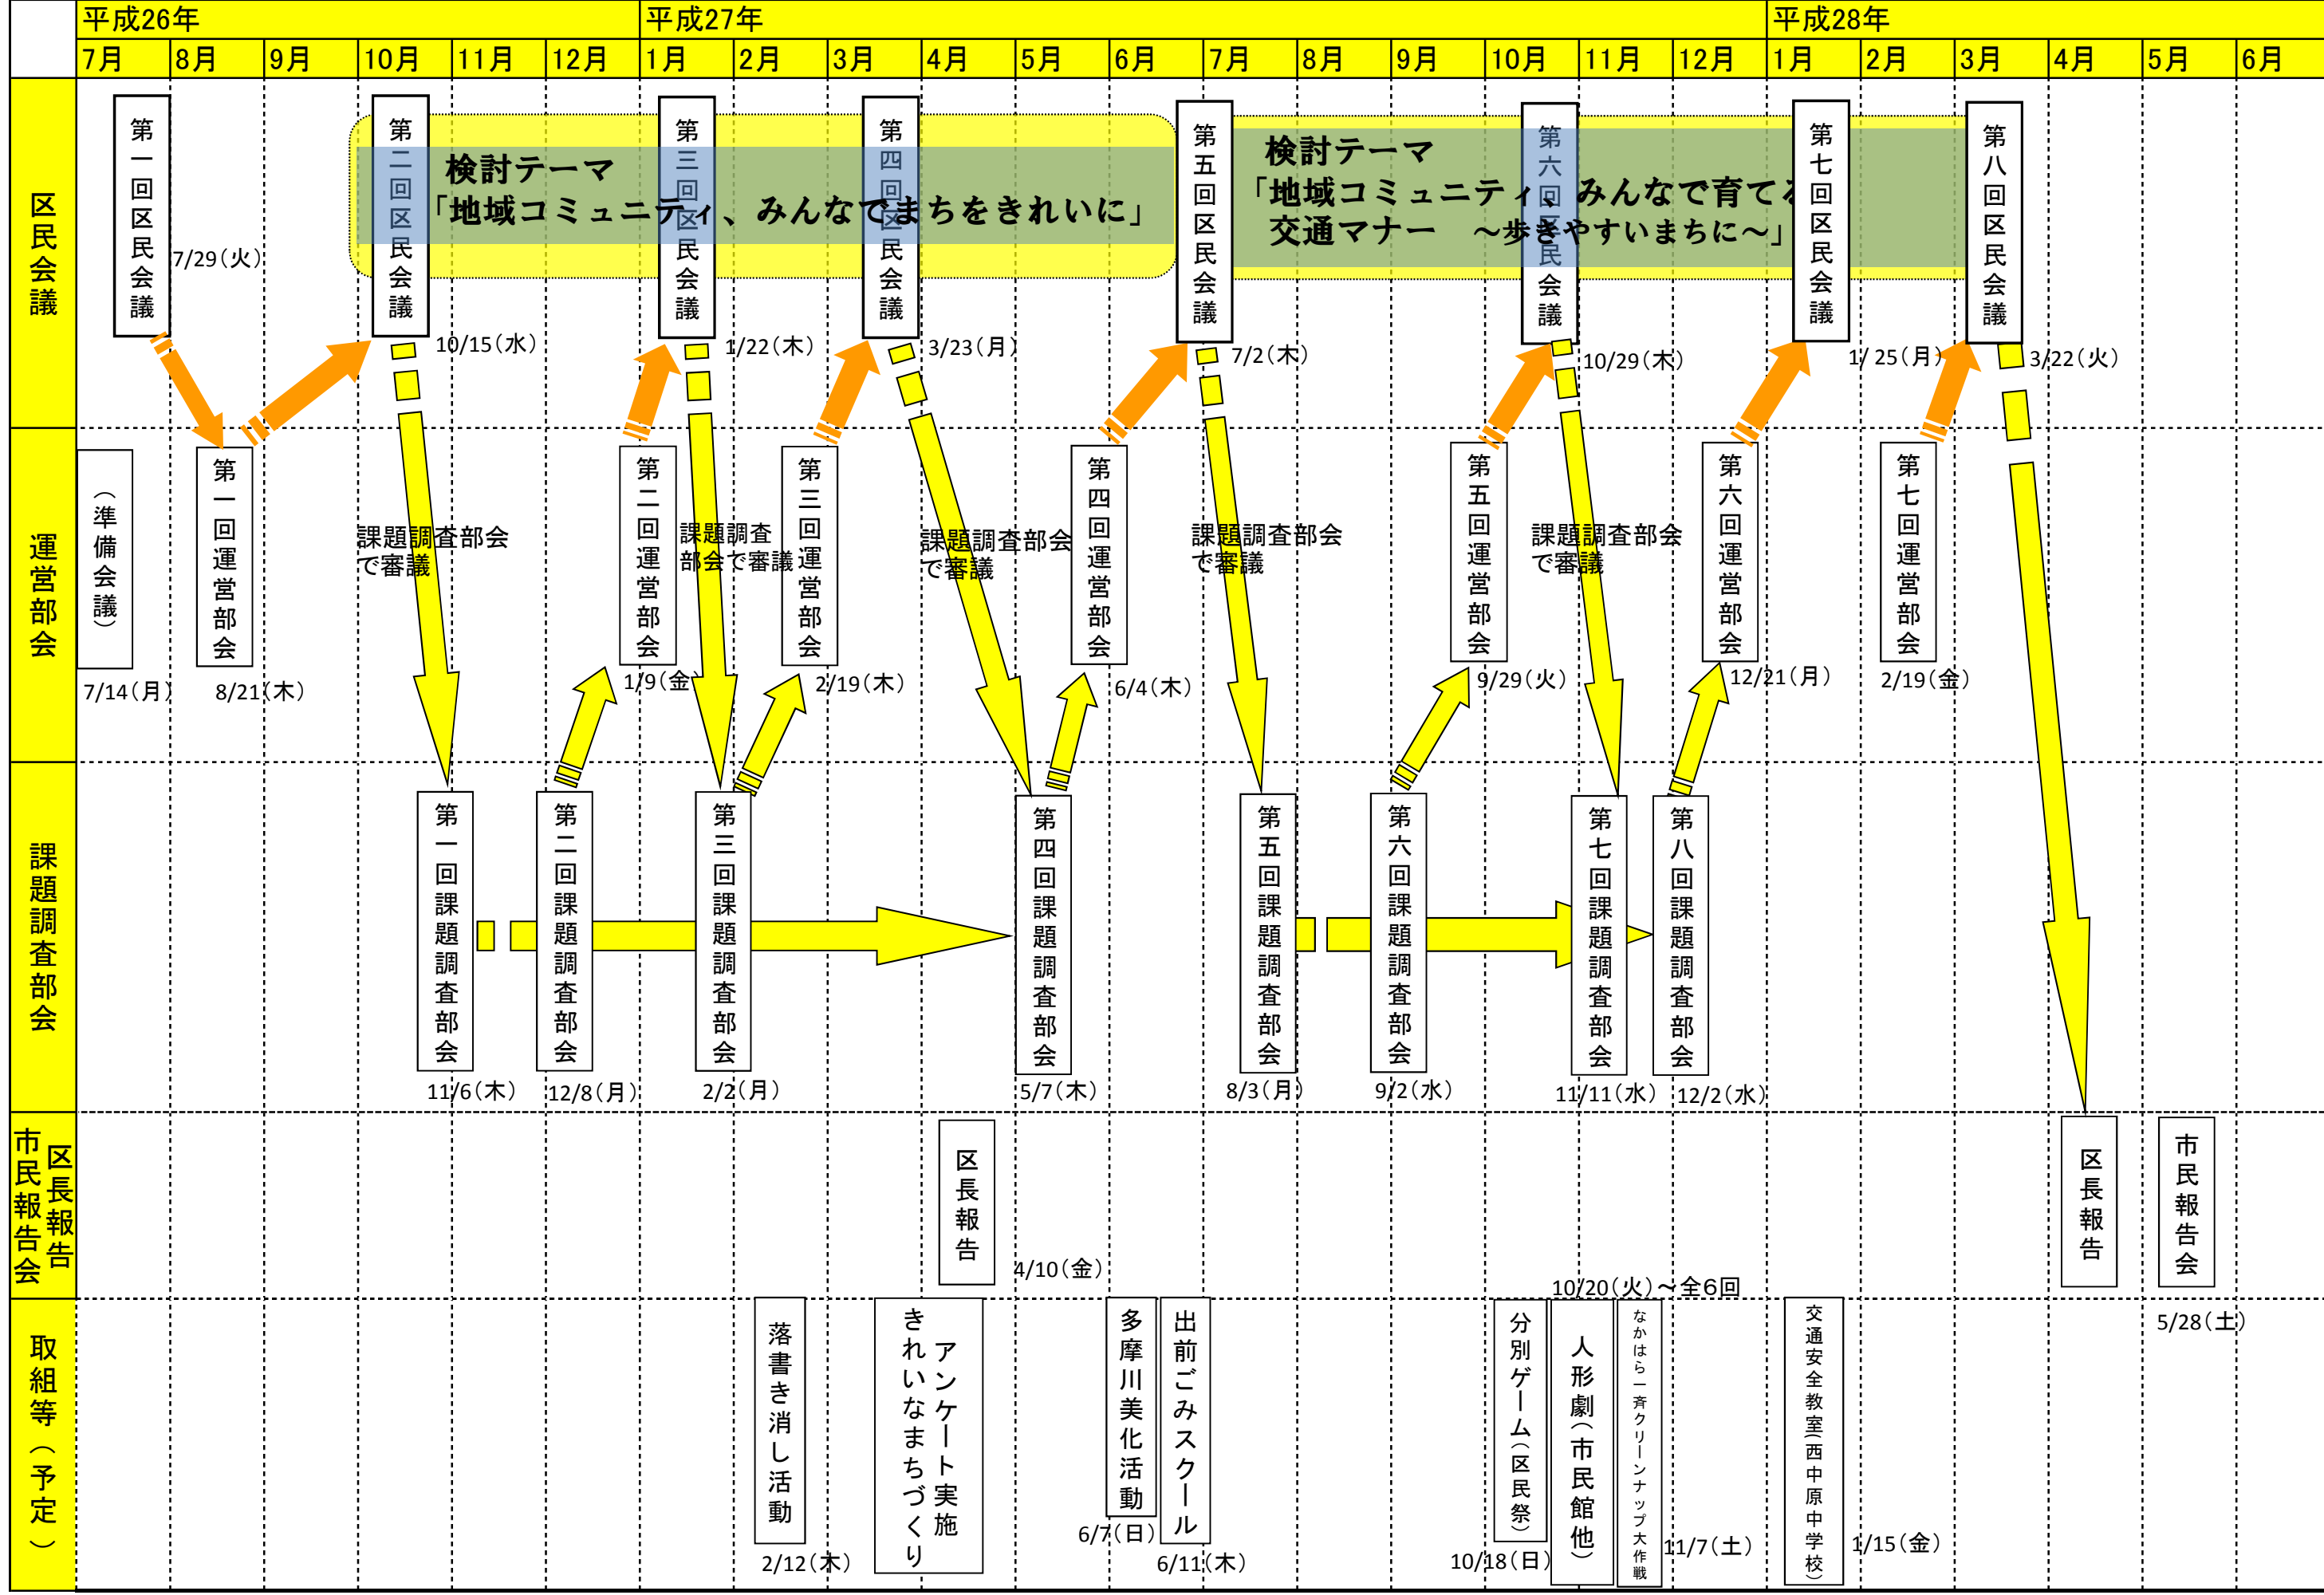 平成26年
平成27年
平成28年
7月
8月
9月
10月
11月
12月
1月
2月
3月
4月
5月
6月
7月
8月
9月
10月
11月
12月
1月
2月
3月
4月
5月
6月
区民会議
第一回区民会議
7/29(火)
第二回区民会議
10/15(水)
第三回区民会議
1/22(木)
第四回区民会議
3/23(月)
検討テーマ
「地域コミュニティ、みんなでまちをきれいに」
第五回区民会議
7/2(木)
検討テーマ
「地域コミュニティ、みんなで育てる
交通マナー　～歩きやすいまちに～」
第六回区民会議
10/29(木)
第七回区民会議
1/ 25(月)
第八回区民会議
3/22(火)
運営部会
（準備会議）
7/14(月)
第一回運営部会
8/21(木)
課題調査部会
で審議
第二回運営部会
1/9(金)
課題調査
部会で審議
第三回運営部会
2/19(木)
課題調査部会
で審議
第四回運営部会
6/4(木)
課題調査部会
で審議
第五回運営部会
9/29(火)
課題調査部会
で審議
第六回運営部会
12/21(月)
第七回運営部会
2/19(金)
課題調査部会
第一回課題調査部会
11/6(木)
第二回課題調査部会
12/8(月)
第三回課題調査部会
2/2(月)
第四回課題調査部会
5/7(木)
第五回課題調査部会
8/3(月)
第六回課題調査部会
9/2(水)
第七回課題調査部会
11/11(水)
第八回課題調査部会
12/2(水)
区長報告
市民報告会
区長報告
4/10(金)
区長報告
市民報告会
5/28(土)
取組等（予定）
落書き消し活動
2/12(木)
アンケート実施
きれいなまちづくり
多摩川美化活動
6/7(日)
出前ごみスクール
6/11(木)
分別ゲーム（区民祭）
10/18(日)
10/20(火)～全6回
人形劇（市民館他）
なかはら一斉クリーンナップ大作戦
11/7(土)
交通安全教室(西中原中学校)
1/15(金)